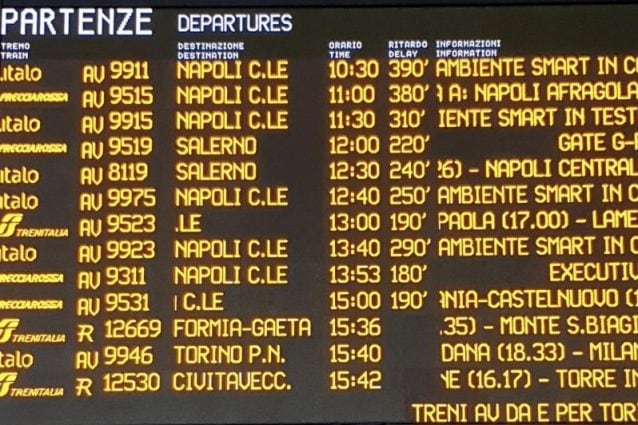 PARTENZE DEPARTURES
TRENO DESTINAZIONE ORARIO RITARDO INFORMAZIONI
TRAIN DESTINATION TIME DELAY INFORMATION
italo AV 9911 NAPOLI C.LE 10:30 390' AMBIENTE SMART IN C
FRECCIAROSSA AV 9515 NAPOLI C.LE 11:00 380' A: NAPOLI AFRAGOLA
italo AV 9915 NAPOLI C.LE 11:30 310' IENTE SMART IN TEST
FRECCIAROSSA AV 9519 SALERNO 12:00 220' GATE G-
italo AV 8119 SALERNO 12:30 240' 26) - NAPOLI CENTRAL
italo AV 9975 NAPOLI C.LE 12:40 250' AMBIENTE SMART IN C
TRENITALIA AV 9523 .LE 13:00 190' PAOLA (17.00) - LAME
italo AV 9923 NAPOLI C.LE 13:40 290' AMBIENTE SMART IN C
FRECCIAROSSA AV 9311 NAPOLI C.LE 13:53 180' EXECUTIV
FRECCIAROSSA AV 9531 I C.LE 15:00 190' NIA-CASTELNUOVO (1
TRENITALIA R 12669 FORMIA-GAETA 15:36 .35) - MONTE S.BIAGI
italo AV 9946 TORINO P.N. 15:40 DANA (18.33) - MILAN
TRENITALIA R 12530 CIVITAVECC. 15:42 NE (16.17) - TORRE IN
TRENI AV DA E PER TOR